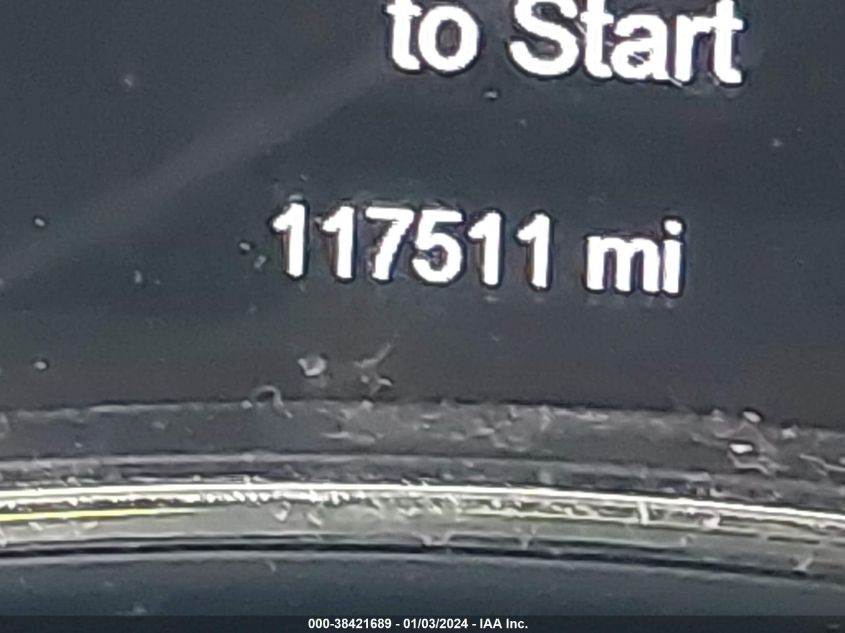 to Start
117511 mi
000-38421689 - 01/03/2024 - IAA Inc.